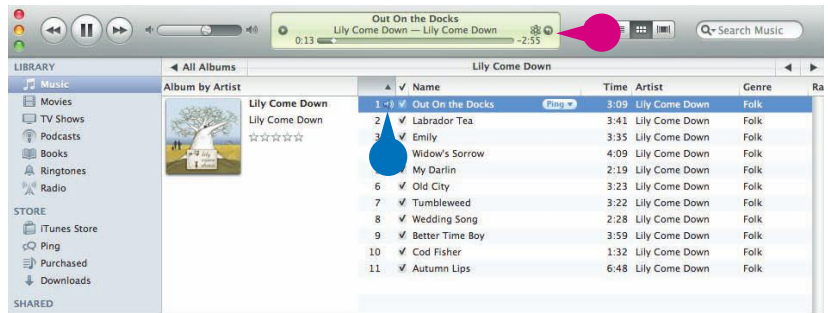 Out On the Docks
Lily Come Down — Lily Come Down
0:13 -2:55
Search Music
LIBRARY
Music
Movies
TV Shows
Podcasts
Books
Ringtones
Radio
STORE
iTunes Store
Ping
Purchased
Downloads
SHARED
All Albums Lily Come Down
Album by Artist Name Time Artist Genre Ra
Lily Come Down
Lily Come Down
1 Out On the Docks Ping 3:09 Lily Come Down Folk
2 Labrador Tea 3:41 Lily Come Down Folk
3 Emily 3:35 Lily Come Down Folk
Widow's Sorrow 4:09 Lily Come Down Folk
My Darlin 2:19 Lily Come Down Folk
6 Old City 3:23 Lily Come Down Folk
7 Tumbleweed 3:22 Lily Come Down Folk
8 Wedding Song 2:28 Lily Come Down Folk
9 Better Time Boy 3:59 Lily Come Down Folk
10 Cod Fisher 1:32 Lily Come Down Folk
11 Autumn Lips 6:48 Lily Come Down Folk